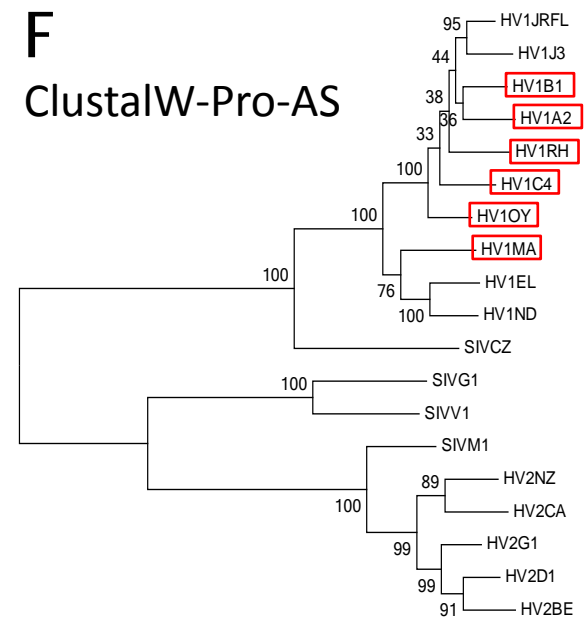 F
ClustalW-Pro-AS
95
HV1JRFL
HV1J3
44
HV1B1
38
36
HV1A2
33
HV1RH
100
HV1C4
100
HV1OY
HV1MA
100
76
HV1EL
100
HV1ND
SIVCZ
100
SIVG1
SIVV1
SIVM1
100
89
HV2NZ
HV2CA
99
HV2G1
99
HV2D1
91
HV2BE